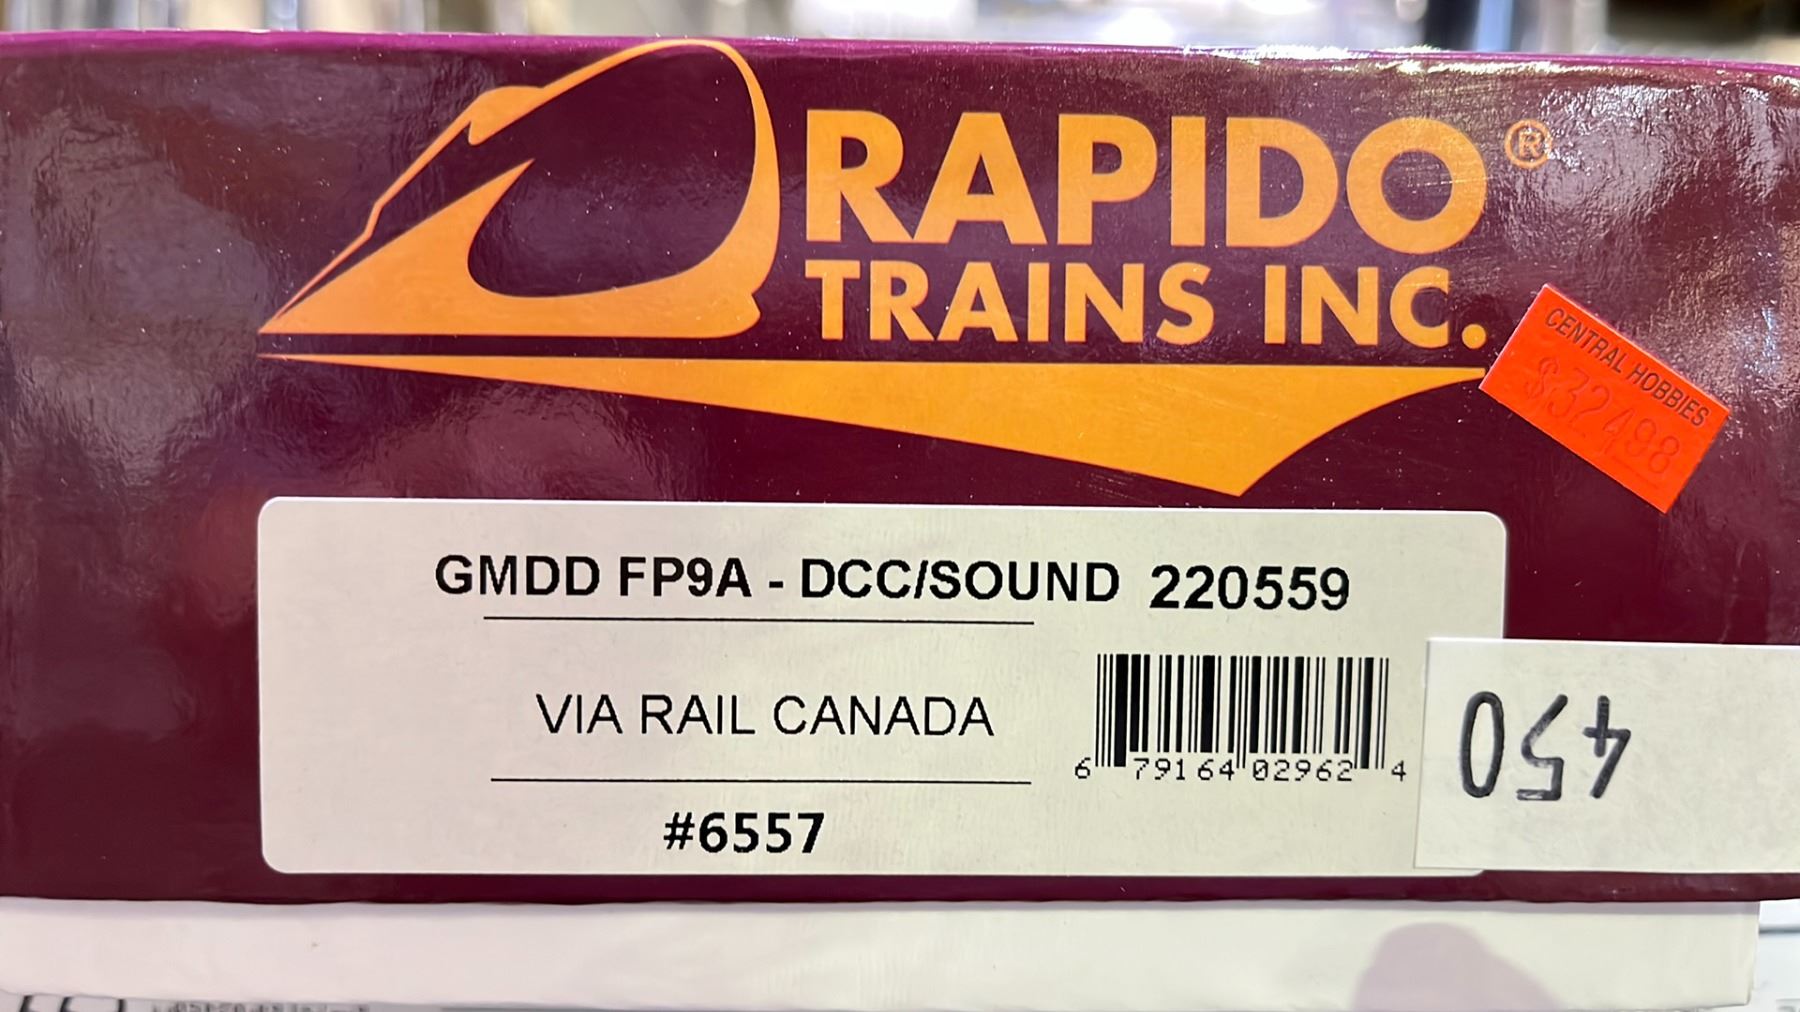 RAPIDO®
TRAINS INC.
CENTRAL HOBBIES
$324.98
GMDD FP9A - DCC/SOUND 220559
VIA RAIL CANADA
6 79164 02962 4
#6557
450